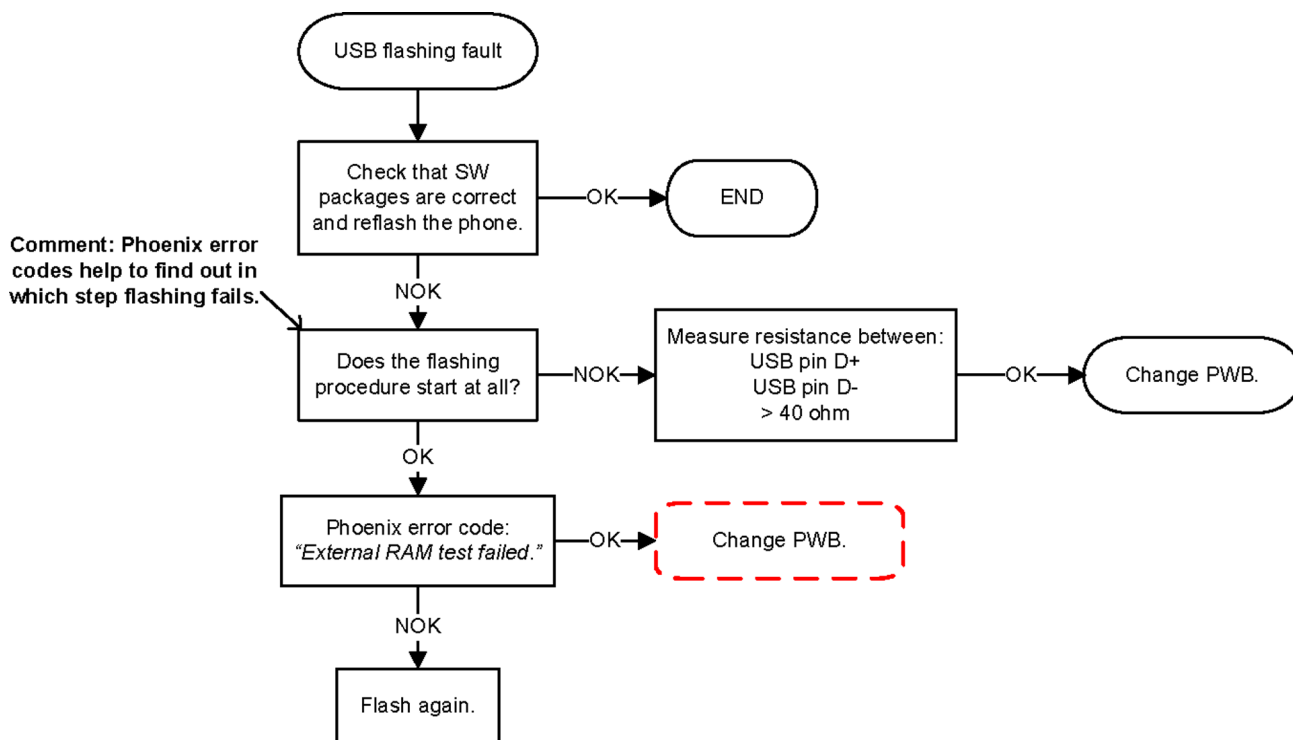 USB flashing fault
Check that SW
packages are correct
and reflash the phone.
OK
END
Comment: Phoenix error
codes help to find out in
which step flashing fails.
NOK
Does the flashing
procedure start at all?
NOK
Measure resistance between:
USB pin D+
USB pin D-
> 40 ohm
OK
Change PWB.
OK
Phoenix error code:
“External RAM test failed.”
OK
Change PWB.
NOK
Flash again.